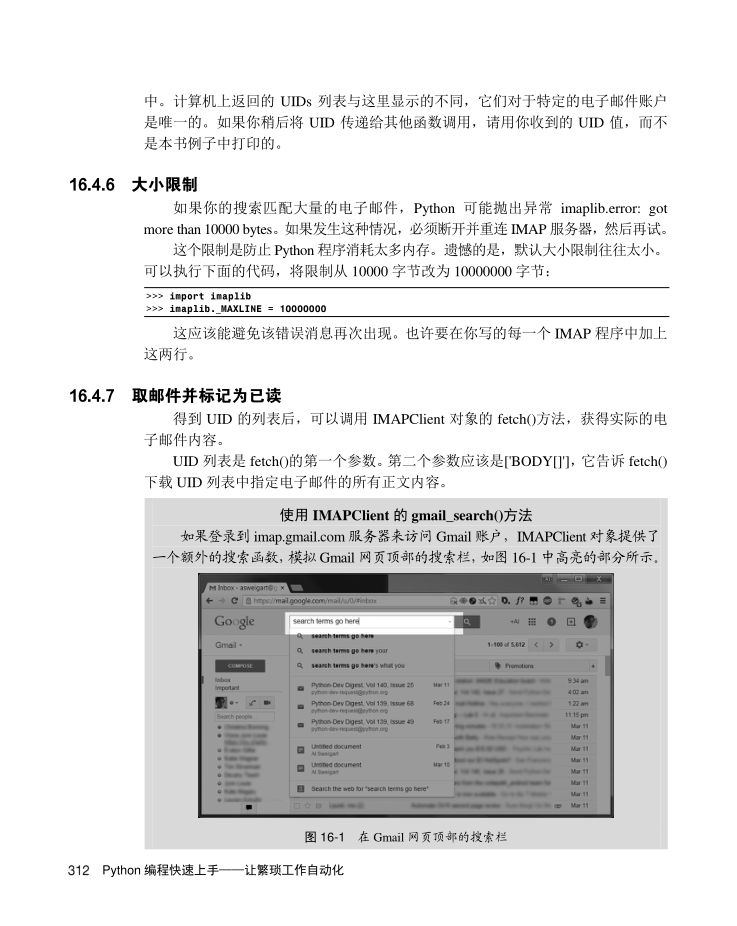 中。计算机上返回的 UIDs 列表与这里显示的不同，它们对于特定的电子邮件账户
是唯一的。如果你稍后将 UID 传递给其他函数调用，请用你收到的 UID 值，而不
是本书例子中打印的。
16.4.6 大小限制
如果你的搜索匹配大量的电子邮件，Python 可能抛出异常 imaplib.error: got
more than 10000 bytes。如果发生这种情况，必须断开并重连 IMAP 服务器，然后再试。
这个限制是防止 Python 程序消耗太多内存。遗憾的是，默认大小限制往往太小。
可以执行下面的代码，将限制从 10000 字节改为 10000000 字节：
>>> import imaplib
>>> imaplib._MAXLINE = 10000000
这应该能避免该错误消息再次出现。也许要在你写的每一个 IMAP 程序中加上
这两行。
16.4.7 取邮件并标记为已读
得到 UID 的列表后，可以调用 IMAPClient 对象的 fetch()方法，获得实际的电
子邮件内容。
UID 列表是 fetch()的第一个参数。第二个参数应该是['BODY[]']，它告诉 fetch()
下载 UID 列表中指定电子邮件的所有正文内容。
使用 IMAPClient 的 gmail_search()方法
如果登录到 imap.gmail.com 服务器来访问 Gmail 账户，IMAPClient 对象提供了
一个额外的搜索函数，模拟 Gmail 网页顶部的搜索栏，如图 16-1 中高亮的部分所示。
Inbox - asweigart@g
https://mail.google.com/mail/u/0/#inbox
Google
search terms go here
+Al
Gmail
search terms go here
1–100 of 5,612
search terms go here your
COMPOSE
search terms go here's what you
Promotions
Inbox
Important
Python-Dev Digest, Vol 140, Issue 25 Mar 11
python-dev-request@python.org
9:34 am
4:02 am
Python-Dev Digest, Vol 139, Issue 68 Feb 24
python-dev-request@python.org
1:22 am
Search people...
11:15 pm
Python-Dev Digest, Vol 139, Issue 49 Feb 17
python-dev-request@python.org
Mar 11
Mar 11
Untitled document Feb 3
Al Sweigart
Mar 11
Untitled document Mar 15
Al Sweigart
Mar 11
Mar 11
Search the web for "search terms go here"
Mar 11
Mar 11
图 16-1 在 Gmail 网页顶部的搜索栏
312 Python 编程快速上手——让繁琐工作自动化